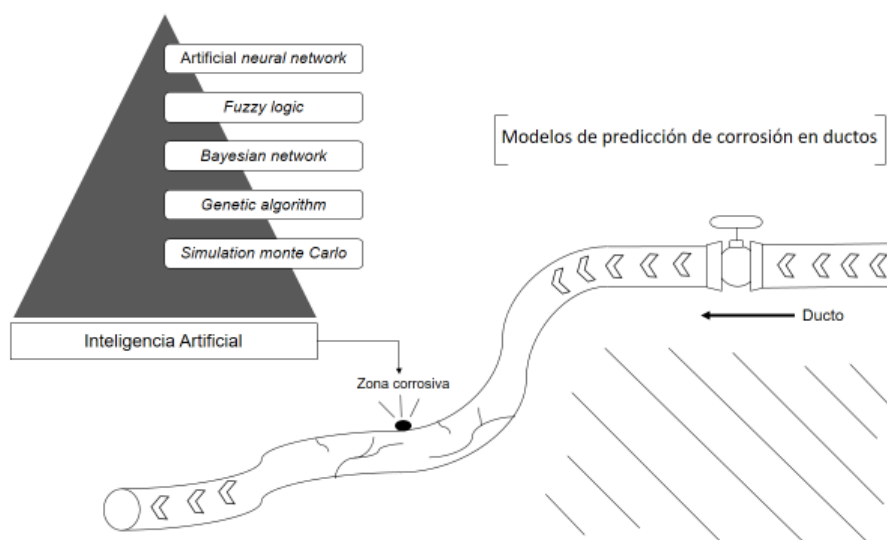 Artificial neural network
Fuzzy logic
Bayesian network
Genetic algorithm
Simulation monte Carlo
Inteligencia Artificial
Modelos de predicción de corrosión en ductos
Ducto
Zona corrosiva